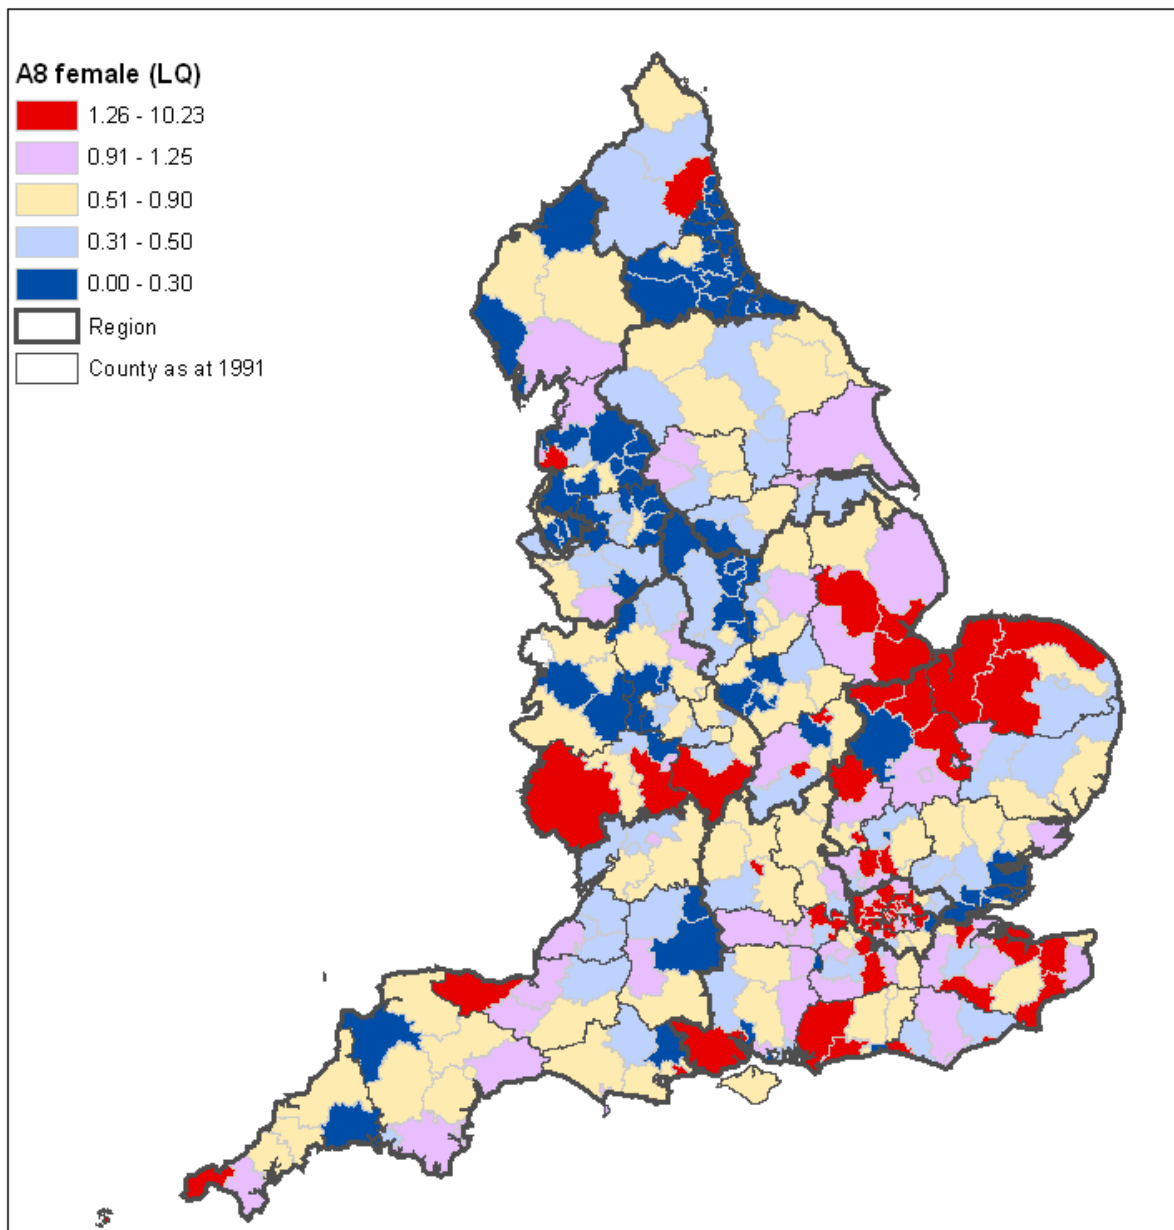 A8 female (LQ)
1.26 - 10.23
0.91 - 1.25
0.51 - 0.90
0.31 - 0.50
0.00 - 0.30
Region
County as at 1991